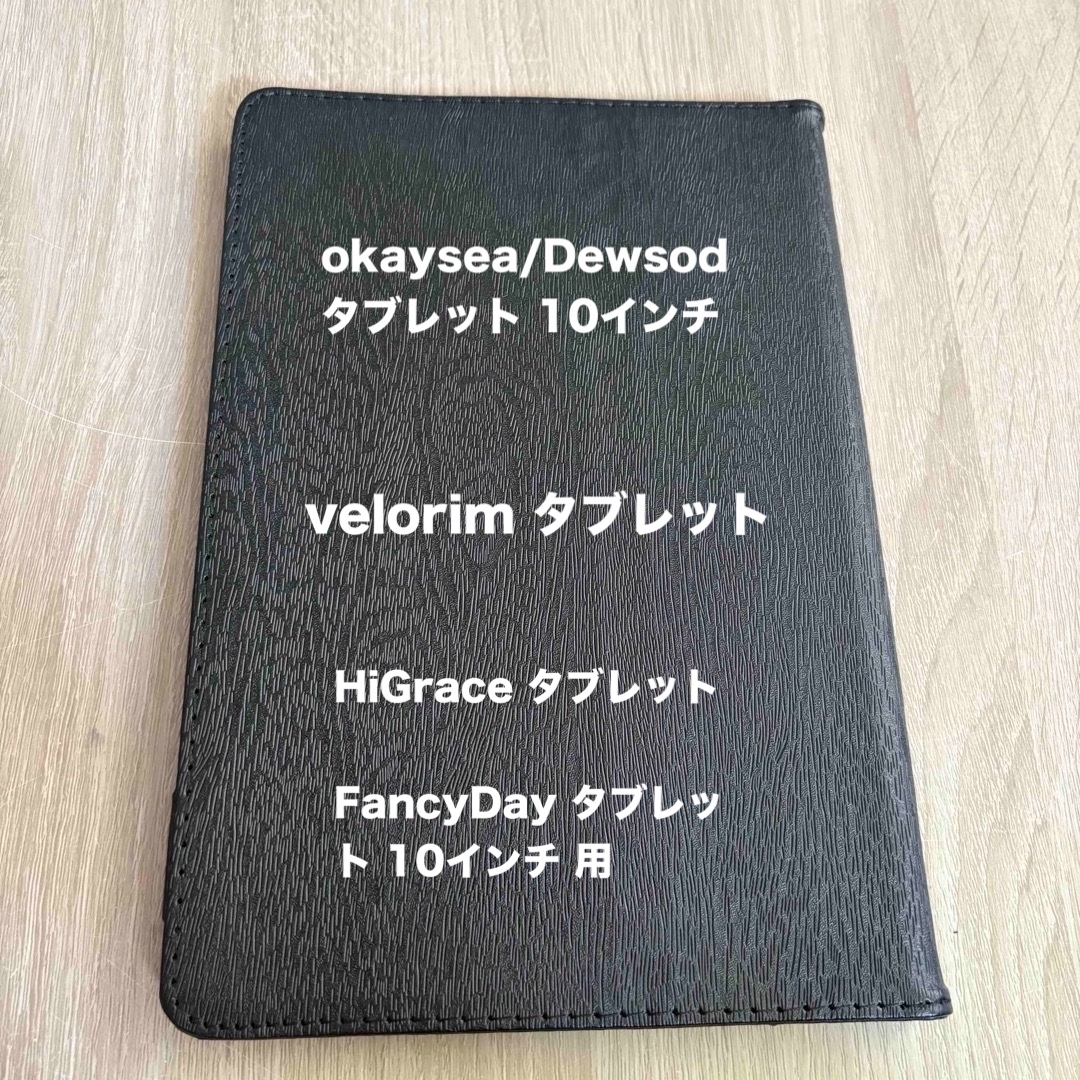 okaysea/Dewsod
タブレット 10インチ
velorim タブレット
HiGrace タブレット
FancyDay タブレッ
ト 10インチ 用